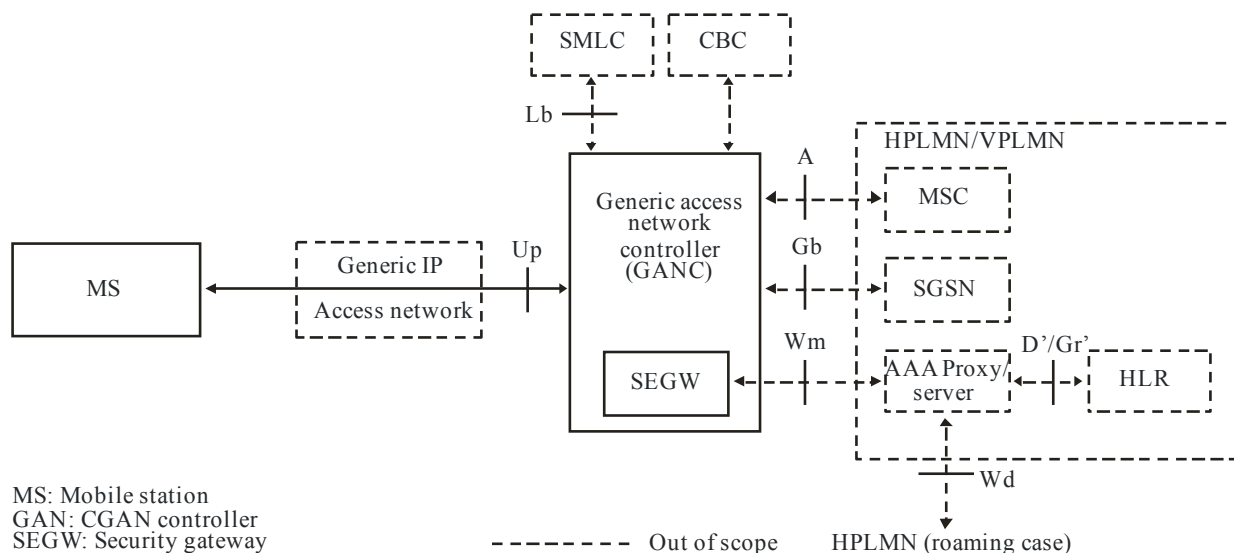 SMLC
CBC
Lb
HPLMN/VPLMN
A
MSC
Generic access
network
controller
(GANC)
Up
Gb
Generic IP
MS
SGSN
Access network
Wm
D’/Gr’
SEGW
AAA Proxy/
server
HLR
Wd
MS: Mobile station
GAN: CGAN controller
SEGW: Security gateway
Out of scope
HPLMN (roaming case)